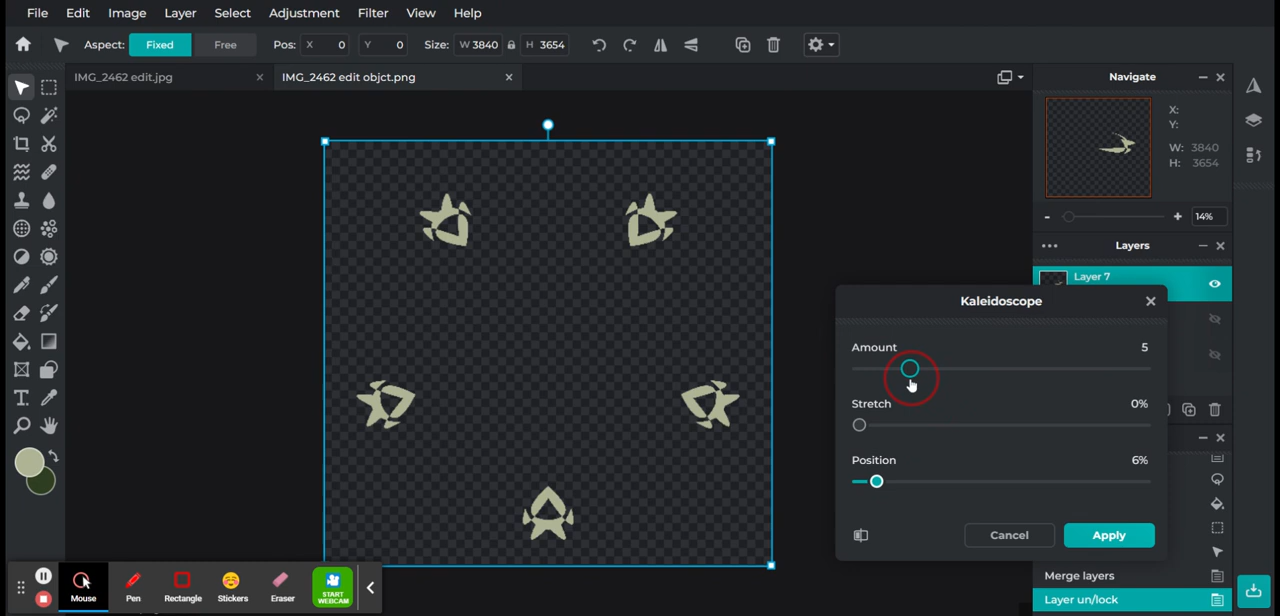 File Edit Image Layer Select Adjustment Filter View Help
Aspect: Fixed Free Pos: X 0 Y 0 Size: W 3840 H 3654
IMG_2462 edit.jpg × IMG_2462 edit objct.png ×
Navigate
X:
Y:
W: 3840
H: 3654
- + 14%
Layers
Layer 7
Kaleidoscope
Amount 5
Stretch 0%
Position 6%
Cancel Apply
Merge layers
Layer un/lock
Mouse Pen Rectangle Stickers Eraser START WEBCAM